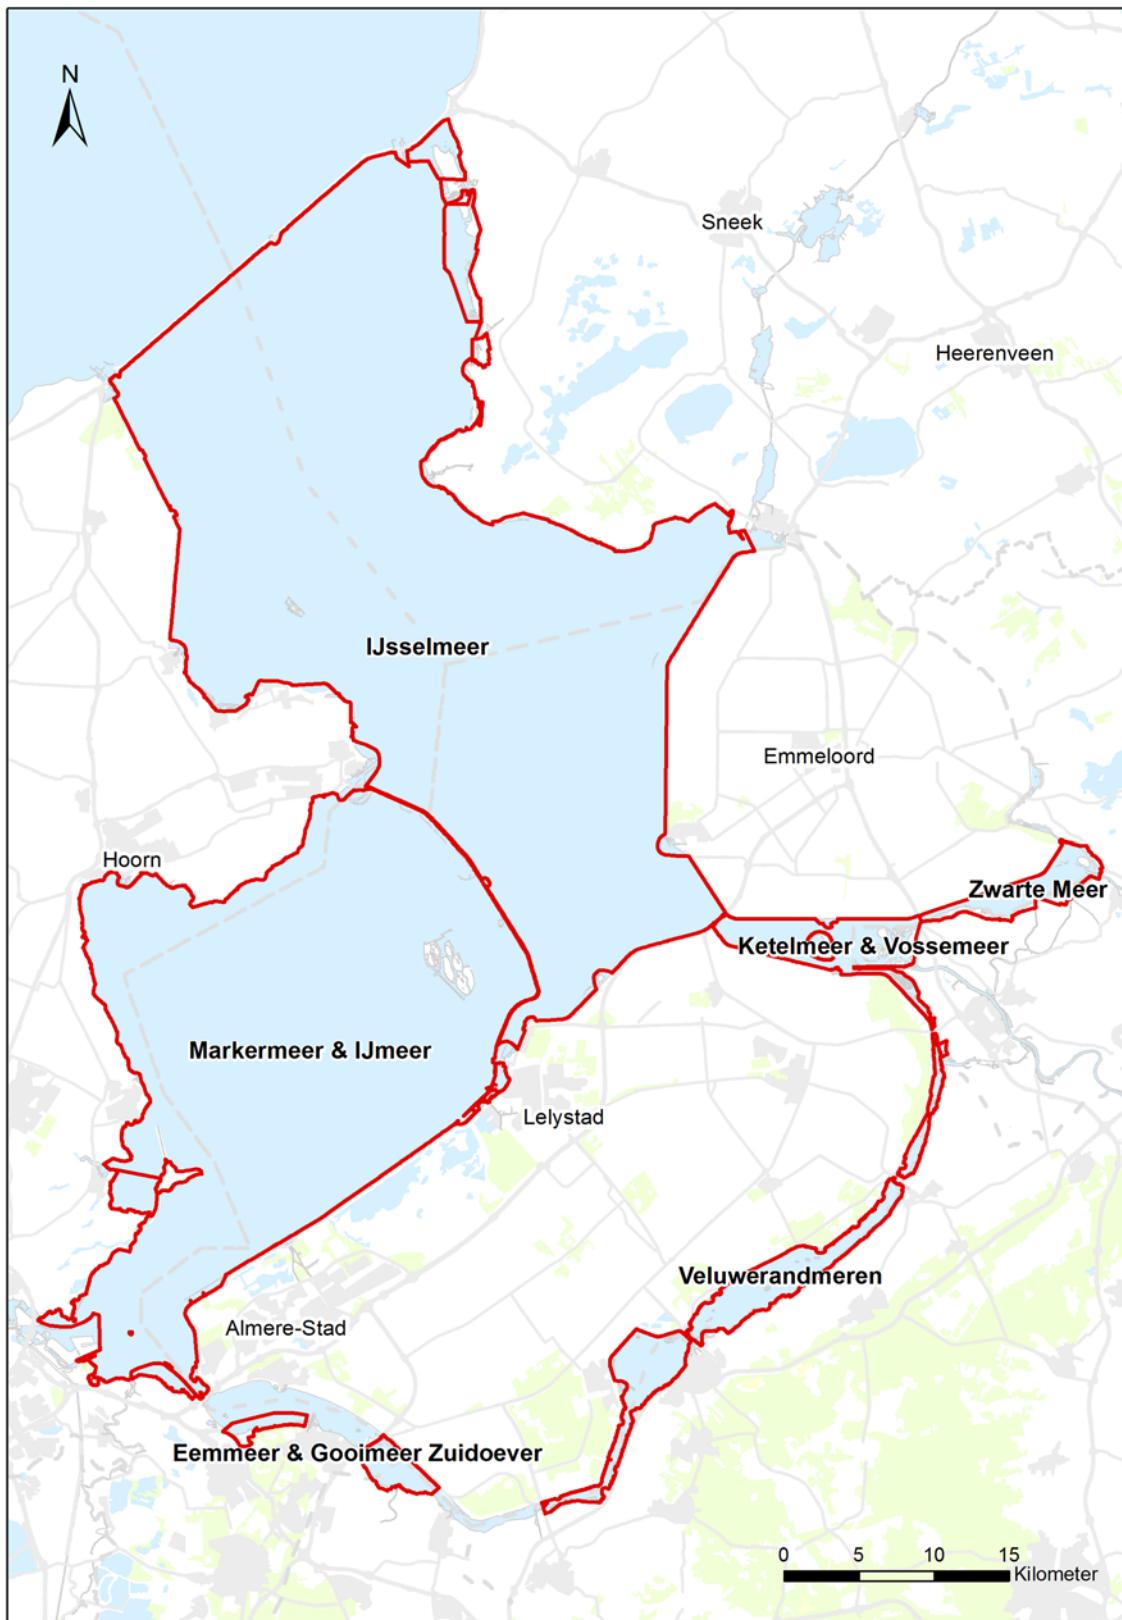 N
Sneek
Heerenveen
IJsselmeer
Emmeloord
Hoorn
Zwarte Meer
Ketelmeer & Vossemeer
Markermeer & IJmeer
Lelystad
Veluwerandmeren
Almere-Stad
Eemmeer & Gooimeer Zuidoever
0 5 10 15
Kilometer